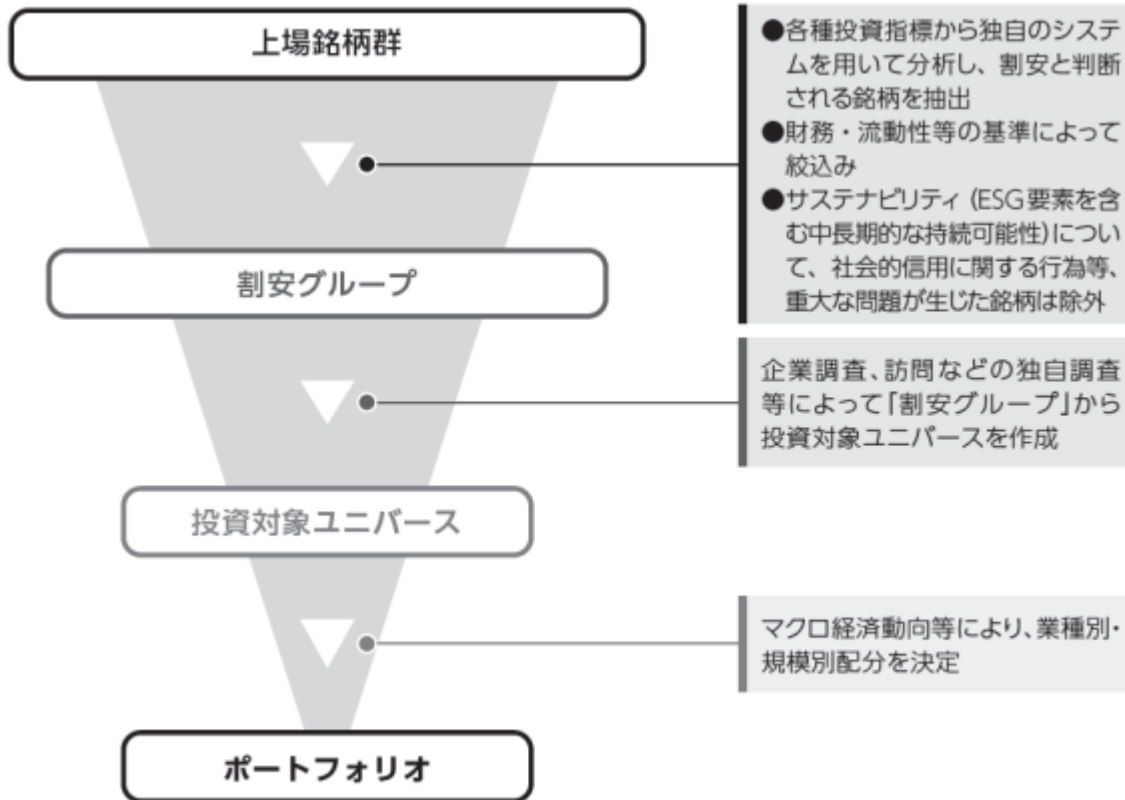 上場銘柄群
●各種投資指標から独自のシステ
ムを用いて分析し、割安と判断
される銘柄を抽出
●財務・流動性等の基準によって
絞込み
●サステナビリティ(ESG要素を含
む中長期的な持続可能性)につい
て、社会的信用に関する行為等、
重大な問題が生じた銘柄は除外
割安グループ
企業調査、訪問などの独自調査
等によって「割安グループ」から
投資対象ユニバースを作成
投資対象ユニバース
マクロ経済動向等により、業種別・
規模別配分を決定
ポートフォリオ